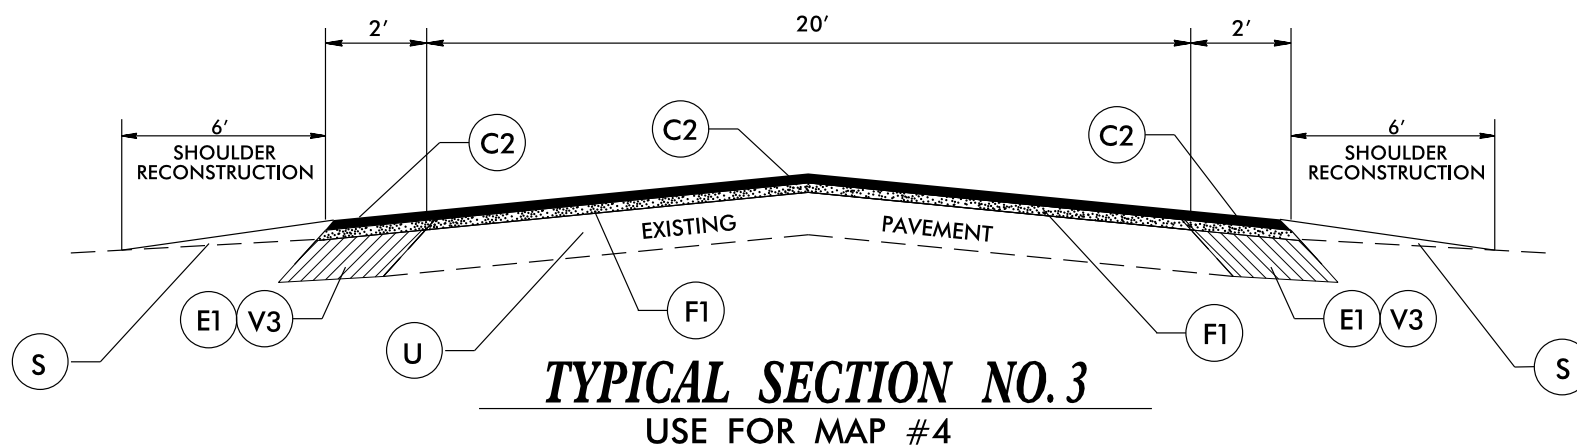 2' 20' 2'
6' 6'
SHOULDER
RECONSTRUCTION
C2 C2 C2
SHOULDER
RECONSTRUCTION
EXISTING PAVEMENT
E1 V3 F1 F1 E1 V3
S U S
TYPICAL SECTION NO. 3
USE FOR MAP #4